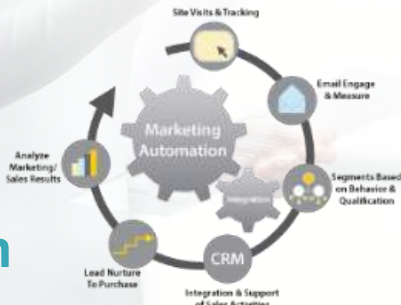 Site Visits & Tracking
Email Engage
& Measure
Marketing
Automation
Analyze
Marketing/
Sales Results
Segments Based
on Behavior &
Qualification
Integration
CRM
Lead Nurture
To Purchase
Integration & Support
of Sales Activities
n